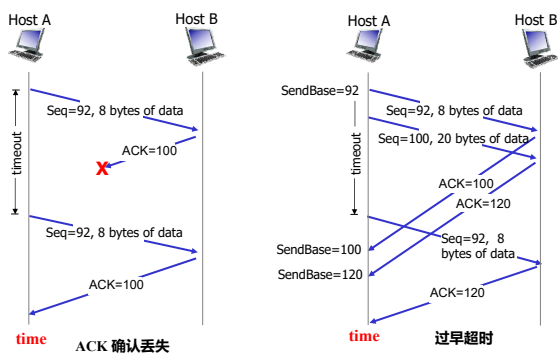 Host A
Host B
Seq=92, 8 bytes of data
ACK=100
X
timeout
Seq=92, 8 bytes of data
ACK=100
time
ACK 确认丢失
Host A
Host B
SendBase=92
Seq=92, 8 bytes of data
Seq=100, 20 bytes of data
timeout
ACK=100
ACK=120
Seq=92, 8
bytes of data
SendBase=100
SendBase=120
ACK=120
time
过早超时